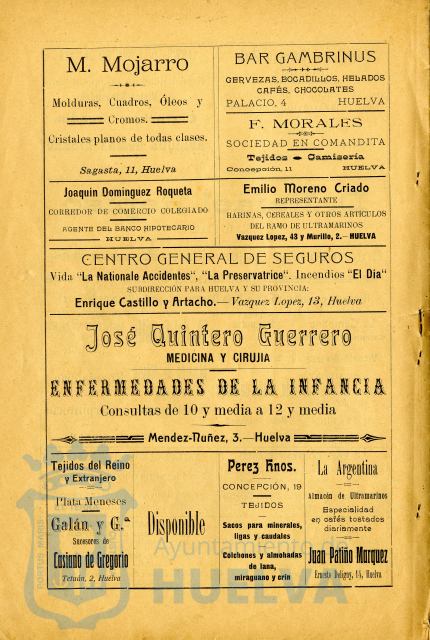 M. Mojarro
Molduras, Cuadros, Óleos y
Cromos.
Cristales planos de todas clases.
Sagasta, 11, Huelva
BAR GAMBRINUS
CERVEZAS, BOCADILLOS, HELADOS
CAFÉS, CHOCOLATES
PALACIO, 4 HUELVA
F. MORALES
SOCIEDAD EN COMANDITA
Tejidos - Camisería
Concepción, 11 HUELVA
Joaquin Dominguez Roqueta
CORREDOR DE COMERCIO COLEGIADO
AGENTE DEL BANCO HIPOTECARIO
HUELVA
Emilio Moreno Criado
REPRESENTANTE
HARINAS, CEREALES Y OTROS ARTÍCULOS
DEL RAMO DE ULTRAMARINOS
Vazquez Lopez, 43 y Murillo, 2.—HUELVA
CENTRO GENERAL DE SEGUROS
Vida "La Nationale Accidentes", "La Preservatrice". Incendios "El Dia"
SUBDIRECCIÓN PARA HUELVA Y SU PROVINCIA:
Enrique Castillo y Artacho.—Vazquez Lopez, 13, Huelva
José Quintero Guerrero
MEDICINA Y CIRUJIA
ENFERMEDADES DE LA INFANCIA
Consultas de 10 y media a 12 y media
Mendez-Nuñez, 3.—Huelva
Tejidos del Reino
y Extranjero
Plata Meneses
Galán y C.ª
Sucesores de
Casiano de Gregorio
Tetuán, 2, Huelva
Disponible
Perez Hnos.
CONCEPCIÓN, 19
TEJIDOS
Sacos para minerales,
ligas y caudales
Colchones y almohadas
de lana,
miraguano y crin
La Argentina
Almacén de Ultramarinos
Especialidad
en cafés tostados
diariamente
Juan Patiño Marquez
Ernesto Deligny, 14, Huelva
Ayuntamiento de
HUELVA